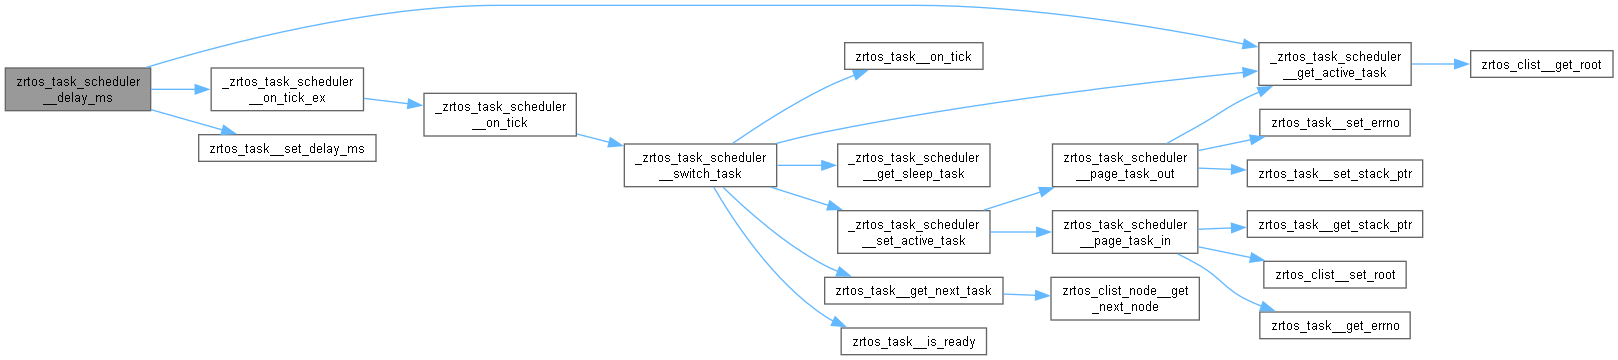 zrtos_task_scheduler
__delay_ms
_zrtos_task_scheduler
__on_tick_ex
zrtos_task__set_delay_ms
_zrtos_task_scheduler
__on_tick
_zrtos_task_scheduler
__switch_task
zrtos_task__on_tick
_zrtos_task_scheduler
__get_sleep_task
_zrtos_task_scheduler
__set_active_task
zrtos_task__get_next_task
zrtos_task__is_ready
zrtos_task_scheduler
__page_task_out
zrtos_task_scheduler
__page_task_in
zrtos_clist_node__get
_next_node
_zrtos_task_scheduler
__get_active_task
zrtos_task__set_errno
zrtos_task__set_stack_ptr
zrtos_task__get_stack_ptr
zrtos_clist__set_root
zrtos_task__get_errno
zrtos_clist__get_root